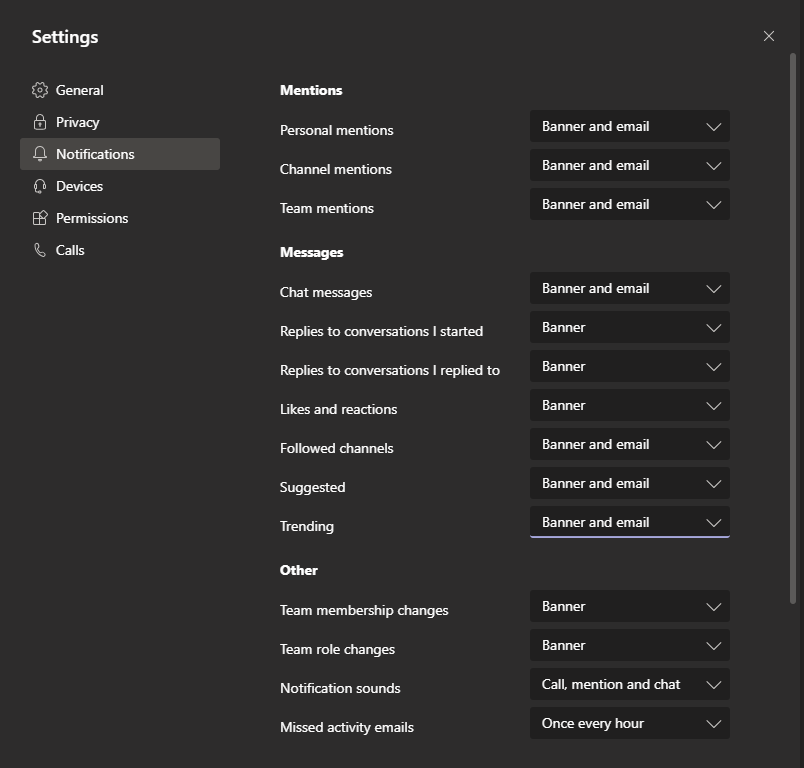 Settings
General
Privacy
Notifications
Devices
Permissions
Calls
Mentions
Personal mentions Banner and email
Channel mentions Banner and email
Team mentions Banner and email
Messages
Chat messages Banner and email
Replies to conversations I started Banner
Replies to conversations I replied to Banner
Likes and reactions Banner
Followed channels Banner and email
Suggested Banner and email
Trending Banner and email
Other
Team membership changes Banner
Team role changes Banner
Notification sounds Call, mention and chat
Missed activity emails Once every hour